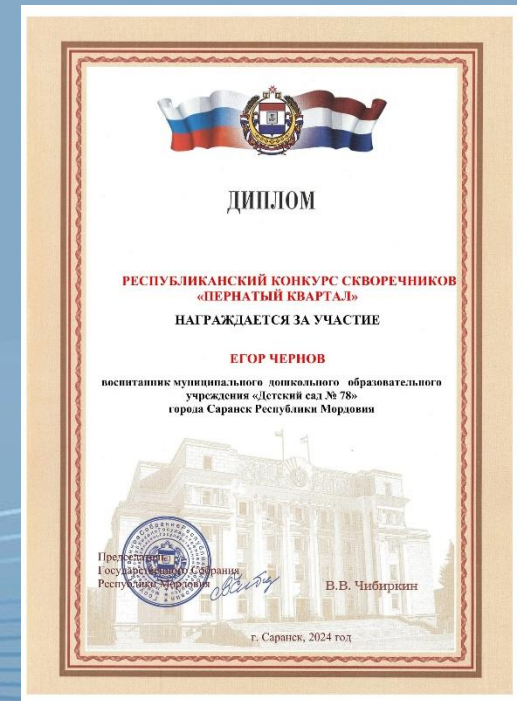 ДИПЛОМ
РЕСПУБЛИКАНСКИЙ КОНКУРС СКВОРЕЧНИКОВ
«ПЕРНАТЫЙ КВАРТАЛ»
НАГРАЖДАЕТСЯ ЗА УЧАСТИЕ
ЕГОР ЧЕРНОВ
воспитанник муниципального дошкольного образовательного
учреждения «Детский сад № 78»
города Саранск Республики Мордовия
Председатель
Государственного Собрания
Республики Мордовия
В.В. Чибиркин
г. Саранск, 2024 год